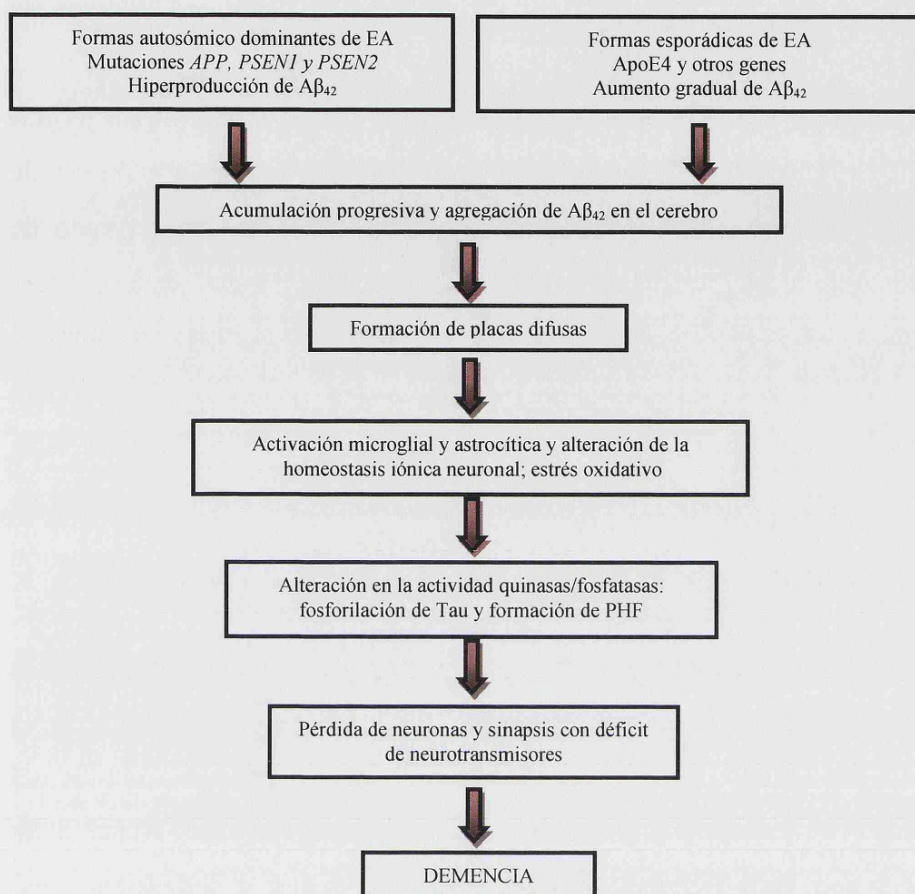 Formas autosómico dominantes de EA
Mutaciones APP, PSEN1 y PSEN2
Hiperproducción de Aβ₄₂
Formas esporádicas de EA
ApoE4 y otros genes
Aumento gradual de Aβ₄₂
Acumulación progresiva y agregación de Aβ₄₂ en el cerebro
Formación de placas difusas
Activación microglial y astrocítica y alteración de la
homeostasis iónica neuronal; estrés oxidativo
Alteración en la actividad quinasas/fosfatasas:
fosforilación de Tau y formación de PHF
Pérdida de neuronas y sinapsis con déficit
de neurotransmisores
DEMENCIA